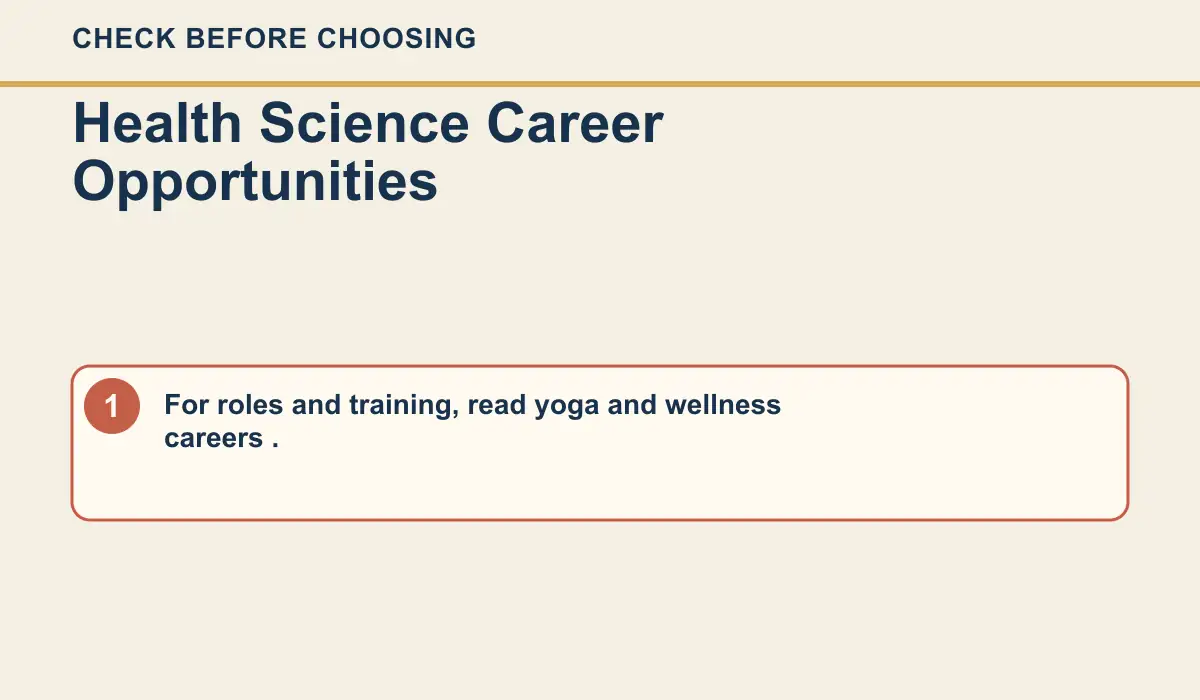 CHECK BEFORE CHOOSING
Health Science Career
Opportunities
1
For roles and training, read yoga and wellness
careers .